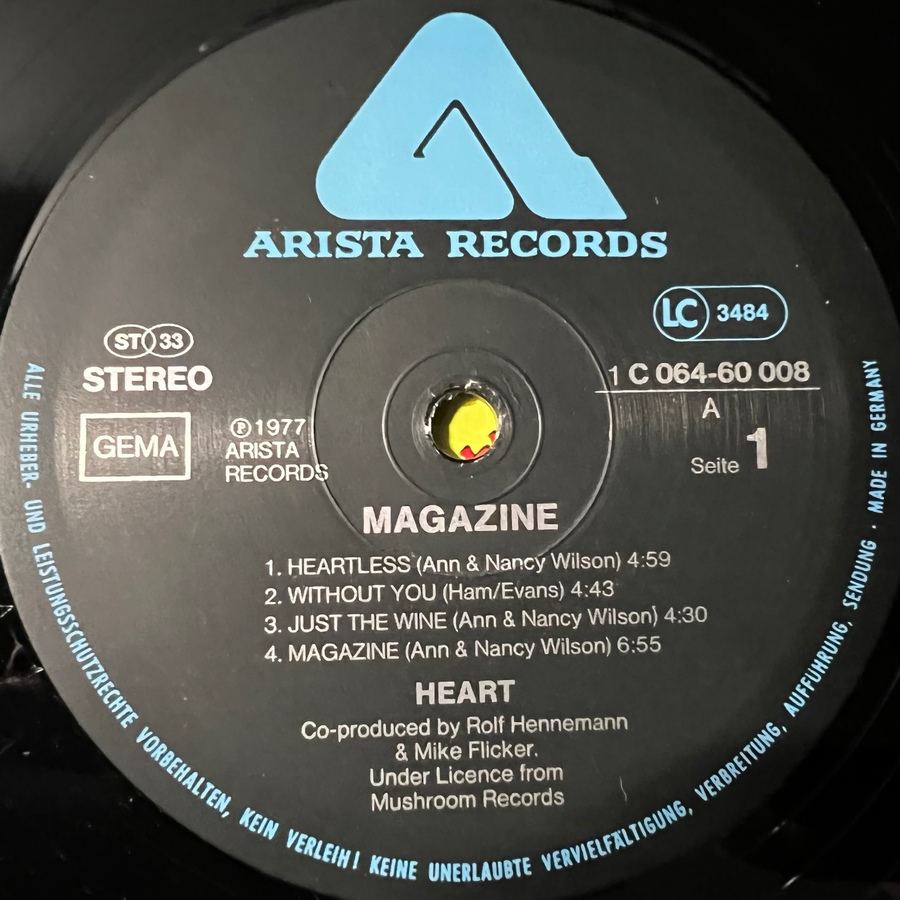 ARISTA RECORDS
LC 3484
ST 33
STEREO
GEMA
℗ 1977
ARISTA
RECORDS
1 C 064-60 008
A
Seite 1
MAGAZINE
1. HEARTLESS (Ann & Nancy Wilson) 4:59
2. WITHOUT YOU (Ham/Evans) 4:43
3. JUST THE WINE (Ann & Nancy Wilson) 4:30
4. MAGAZINE (Ann & Nancy Wilson) 6:55
HEART
Co-produced by Rolf Hennemann
& Mike Flicker.
Under Licence from
Mushroom Records
ALLE URHEBER- UND LEISTUNGSSCHUTZRECHTE VORBEHALTEN, KEIN VERLEIH! KEINE UNERLAUBTE VERVIELFÄLTIGUNG, VERBREITUNG, AUFFÜHRUNG, SENDUNG · MADE IN GERMANY